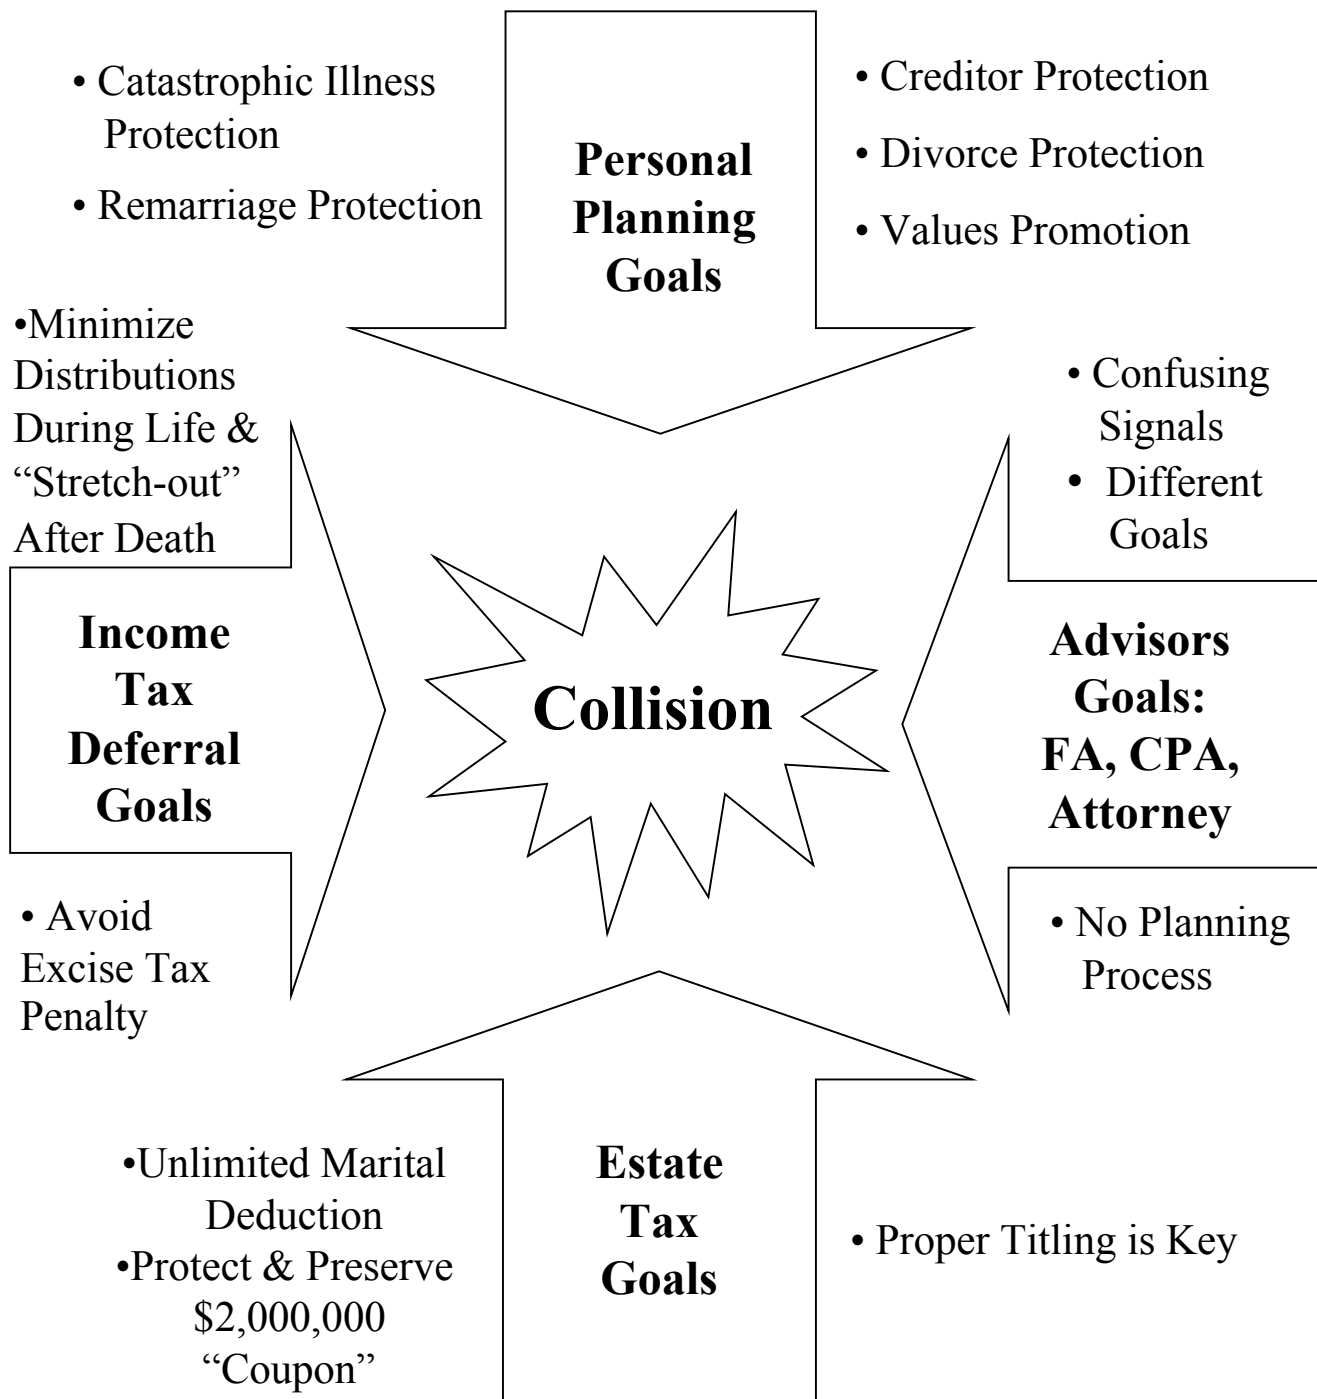 • Catastrophic Illness
Protection
• Remarriage Protection
Personal
Planning
Goals
• Creditor Protection
• Divorce Protection
• Values Promotion
•Minimize
Distributions
During Life &
“Stretch-out”
After Death
Income
Tax
Deferral
Goals
• Avoid
Excise Tax
Penalty
Collision
• Confusing
Signals
• Different
Goals
Advisors
Goals:
FA, CPA,
Attorney
• No Planning
Process
•Unlimited Marital
Deduction
•Protect & Preserve
$2,000,000
“Coupon”
Estate
Tax
Goals
• Proper Titling is Key